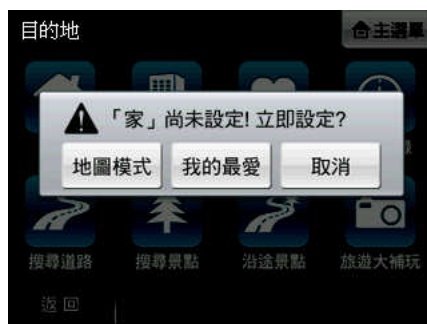 目的地
主選單
「家」尚未設定! 立即設定?
地圖模式
我的最愛
取消
搜尋道路
搜尋景點
沿途景點
旅遊大補玩
返回